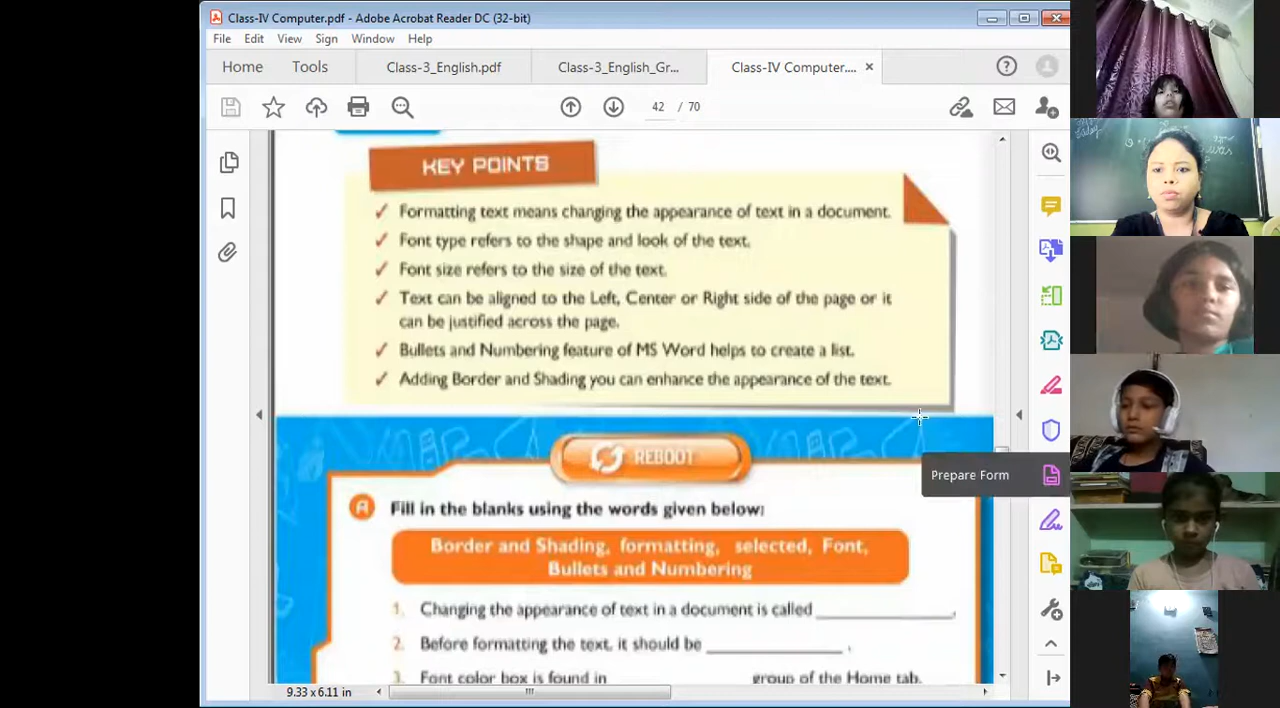 Class-IV Computer.pdf - Adobe Acrobat Reader DC (32-bit)
File Edit View Sign Window Help
Home Tools Class-3_English.pdf Class-3_English_Gr... Class-IV Computer....
42 / 70
KEY POINTS
Formatting text means changing the appearance of text in a document.
Font type refers to the shape and look of the text.
Font size refers to the size of the text.
Text can be aligned to the Left, Center or Right side of the page or it
can be justified across the page.
Bullets and Numbering feature of MS Word helps to create a list.
Adding Border and Shading you can enhance the appearance of the text.
REBOOT
Prepare Form
A Fill in the blanks using the words given below:
Border and Shading, formatting, selected, Font,
Bullets and Numbering
1. Changing the appearance of text in a document is called ______________.
2. Before formatting the text, it should be ______________.
3. Font color box is found in ______________ group of the Home tab.
9.33 x 6.11 in
was